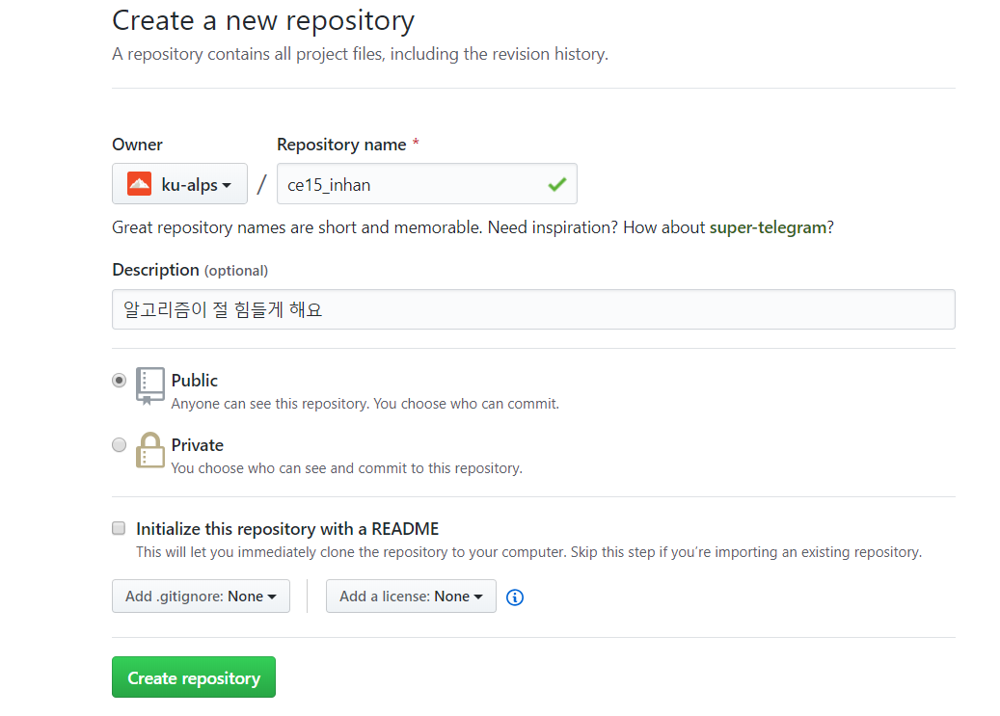 Create a new repository
A repository contains all project files, including the revision history.
Owner Repository name *
ku-alps / ce15_inhan
Great repository names are short and memorable. Need inspiration? How about super-telegram?
Description (optional)
알고리즘이 절 힘들게 해요
Public
Anyone can see this repository. You choose who can commit.
Private
You choose who can see and commit to this repository.
Initialize this repository with a README
This will let you immediately clone the repository to your computer. Skip this step if you’re importing an existing repository.
Add .gitignore: None Add a license: None
Create repository